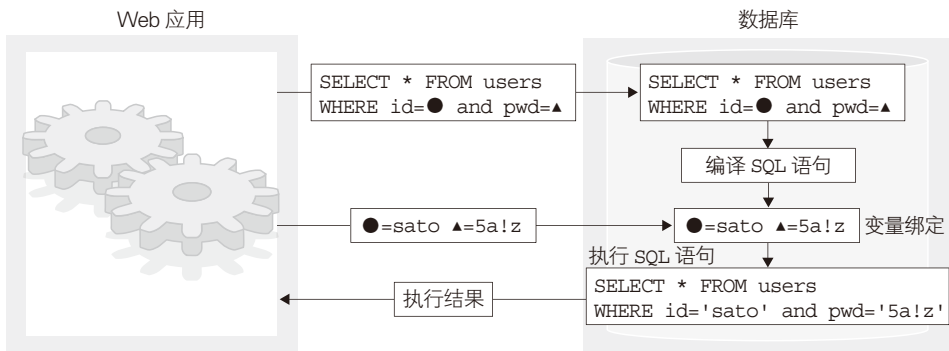 Web 应用
数据库
SELECT * FROM users
WHERE id=● and pwd=▲
SELECT * FROM users
WHERE id=● and pwd=▲
编译 SQL 语句
●=sato ▲=5a!z
●=sato ▲=5a!z
变量绑定
执行 SQL 语句
执行结果
SELECT * FROM users
WHERE id='sato' and pwd='5a!z'